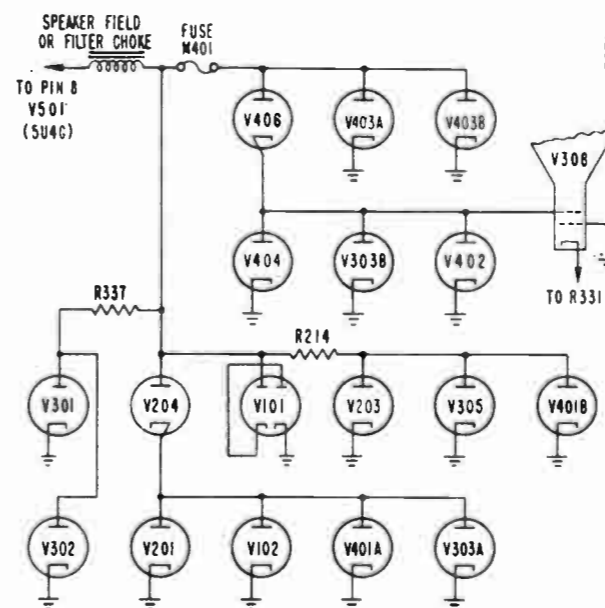 SPEAKER FIELD
OR FILTER CHOKE
FUSE
M401
TO PIN 8
V501
(5U4G)
V406
V403A
V403B
V308
V404
V303B
V402
TO R331
R337
R214
V301
V204
V101
V203
V305
V401B
V302
V201
V102
V401A
V303A